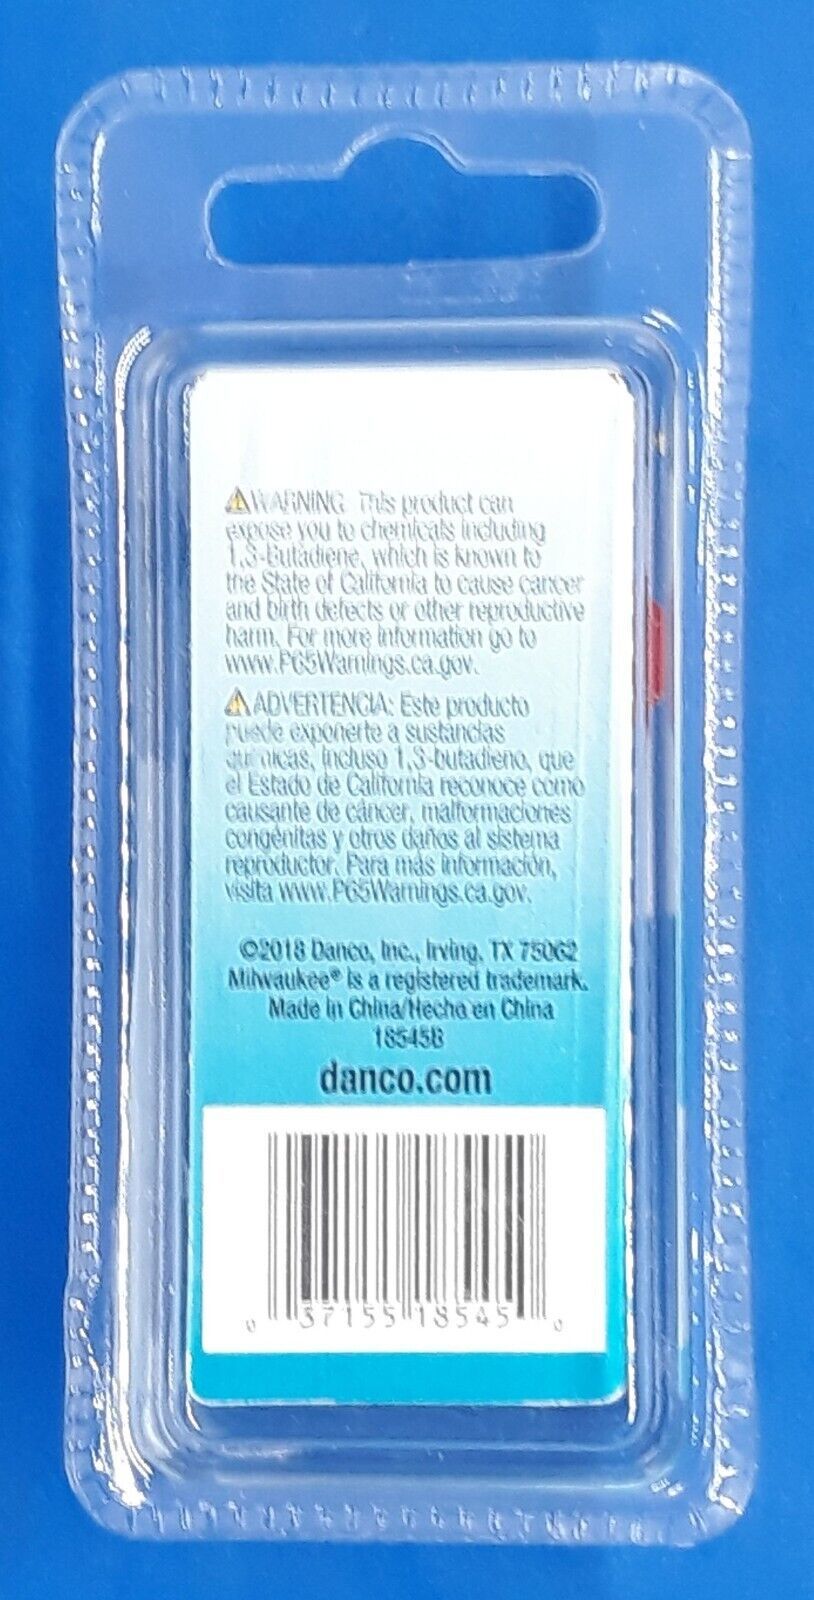 ⚠WARNING: This product can
expose you to chemicals including
1,3-Butadiene, which is known to
the State of California to cause cancer
and birth defects or other reproductive
harm. For more information go to
www.P65Warnings.ca.gov.
⚠ADVERTENCIA: Este producto
puede exponerte a sustancias
químicas, incluso 1,3-butadieno, que
el Estado de California reconoce como
causante de cáncer, malformaciones
congénitas y otros daños al sistema
reproductor. Para más información,
visita www.P65Warnings.ca.gov.
©2018 Danco, Inc., Irving, TX 75062
Milwaukee® is a registered trademark.
Made in China/Hecho en China
18545B
danco.com
0 37155 18545 0